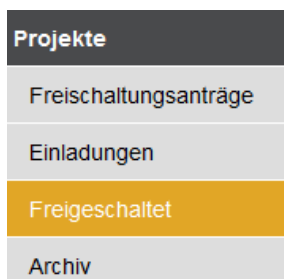 Projekte
Freischaltungsanträge
Einladungen
Freigeschaltet
Archiv